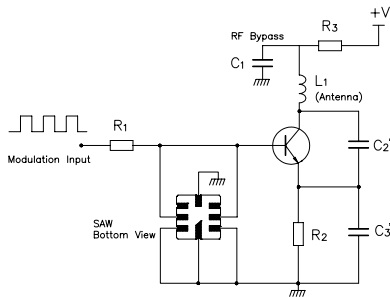 +V
R3
RF Bypass
C1
L1
(Antenna)
R1
Modulation Input
C2'
SAW
Bottom View
R2
C3'